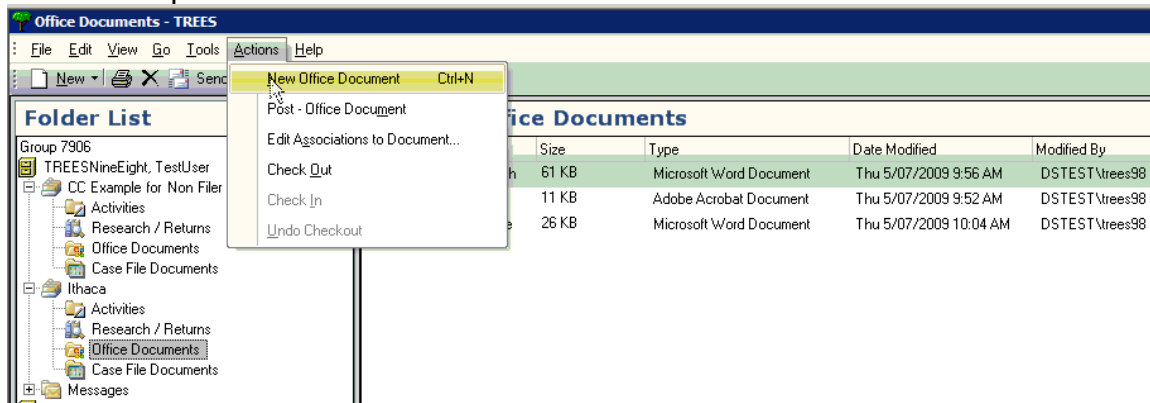 Office Documents - TREES
File Edit View Go Tools Actions Help
New Send
New Office Document Ctrl+N
Post - Office Document
Edit Associations to Document...
Check Out
Check In
Undo Checkout
Folder List
Group 7906
TREESNineEight, TestUser
CC Example for Non Filer
Activities
Research / Returns
Office Documents
Case File Documents
Ithaca
Activities
Research / Returns
Office Documents
Case File Documents
Messages
ice Documents
Size Type Date Modified Modified By
h 61 KB Microsoft Word Document Thu 5/07/2009 9:56 AM DSTEST\trees98
11 KB Adobe Acrobat Document Thu 5/07/2009 9:52 AM DSTEST\trees98
e 26 KB Microsoft Word Document Thu 5/07/2009 10:04 AM DSTEST\trees98